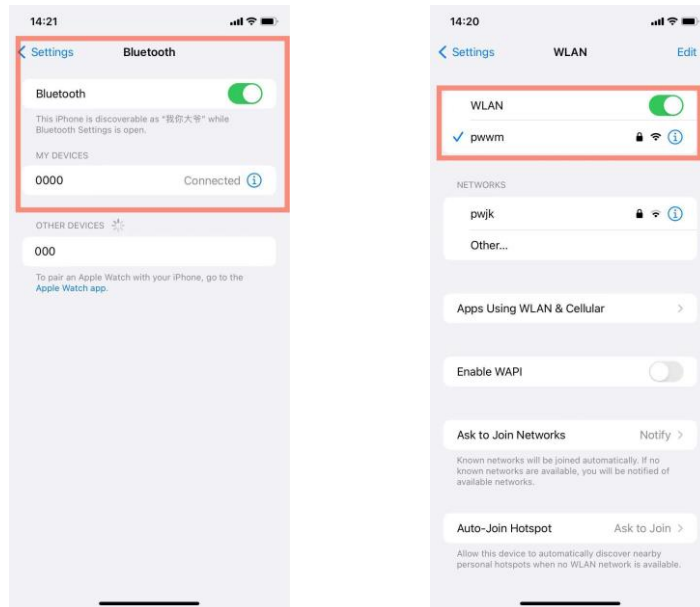 14:21
Settings
Bluetooth
Bluetooth
This iPhone is discoverable as "我你大爷" while
Bluetooth Settings is open.
MY DEVICES
0000
Connected
OTHER DEVICES
000
To pair an Apple Watch with your iPhone, go to the
Apple Watch app.
14:20
Settings
WLAN
Edit
WLAN
pwwm
NETWORKS
pwjk
Other...
Apps Using WLAN & Cellular
Enable WAPI
Ask to Join Networks
Notify
Known networks will be joined automatically. If no
known networks are available, you will be notified of
available networks.
Auto-Join Hotspot
Ask to Join
Allow this device to automatically discover nearby
personal hotspots when no WLAN network is available.